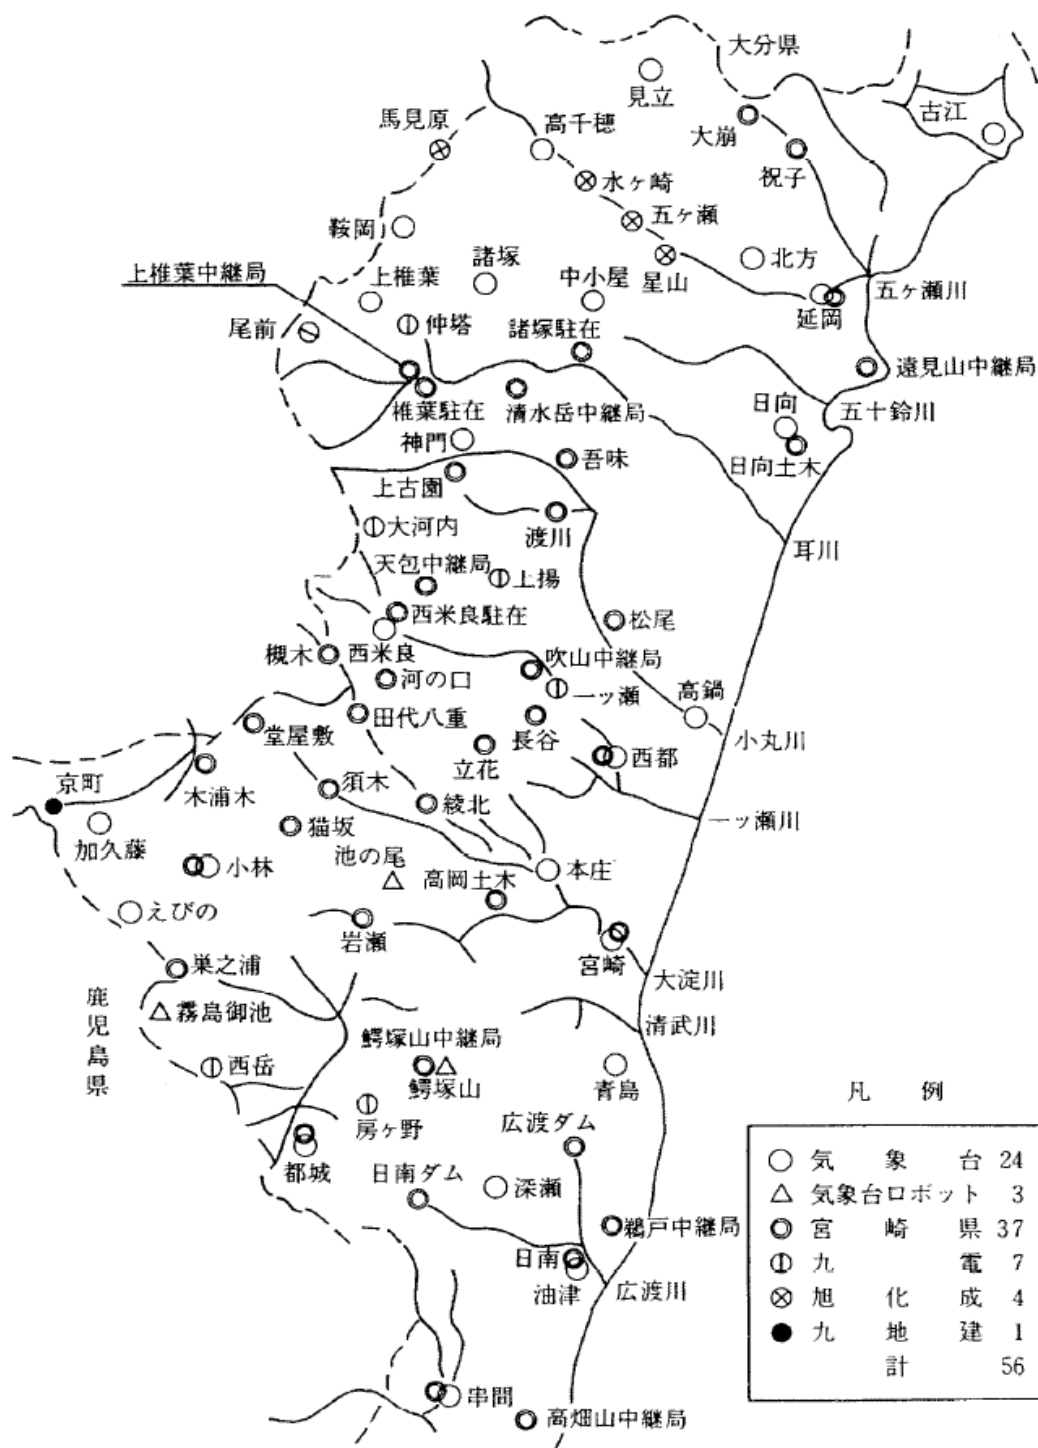 大分県
見立
古江
馬見原
高千穂
大崩
祝子
水ヶ崎
五ヶ瀬
鞍岡
諸塚
星山
北方
上椎葉中継局
上椎葉
中小屋
五ヶ瀬川
延岡
尾前
仲塔
諸塚駐在
遠見山中継局
椎葉駐在
清水岳中継局
日向
五十鈴川
神門
吾味
日向土木
上古園
大河内
渡川
耳川
天包中継局
上揚
西米良駐在
松尾
槻木
西米良
吹山中継局
河の口
一ッ瀬
高鍋
堂屋敷
田代八重
長谷
小丸川
京町
木浦木
立花
西都
須木
綾北
一ッ瀬川
加久藤
猫坂
池の尾
小林
高岡土木
本庄
えびの
岩瀬
宮崎
巣之浦
大淀川
鹿児島県
霧島御池
清武川
鰐塚山中継局
西岳
鰐塚山
青島
房ヶ野
広渡ダム
都城
日南ダム
深瀬
鵜戸中継局
日南
油津
広渡川
串間
高畑山中継局
凡 例
気象台 24
気象台ロボット 3
宮崎県 37
九電 7
旭化成 4
九地建 1
計 56